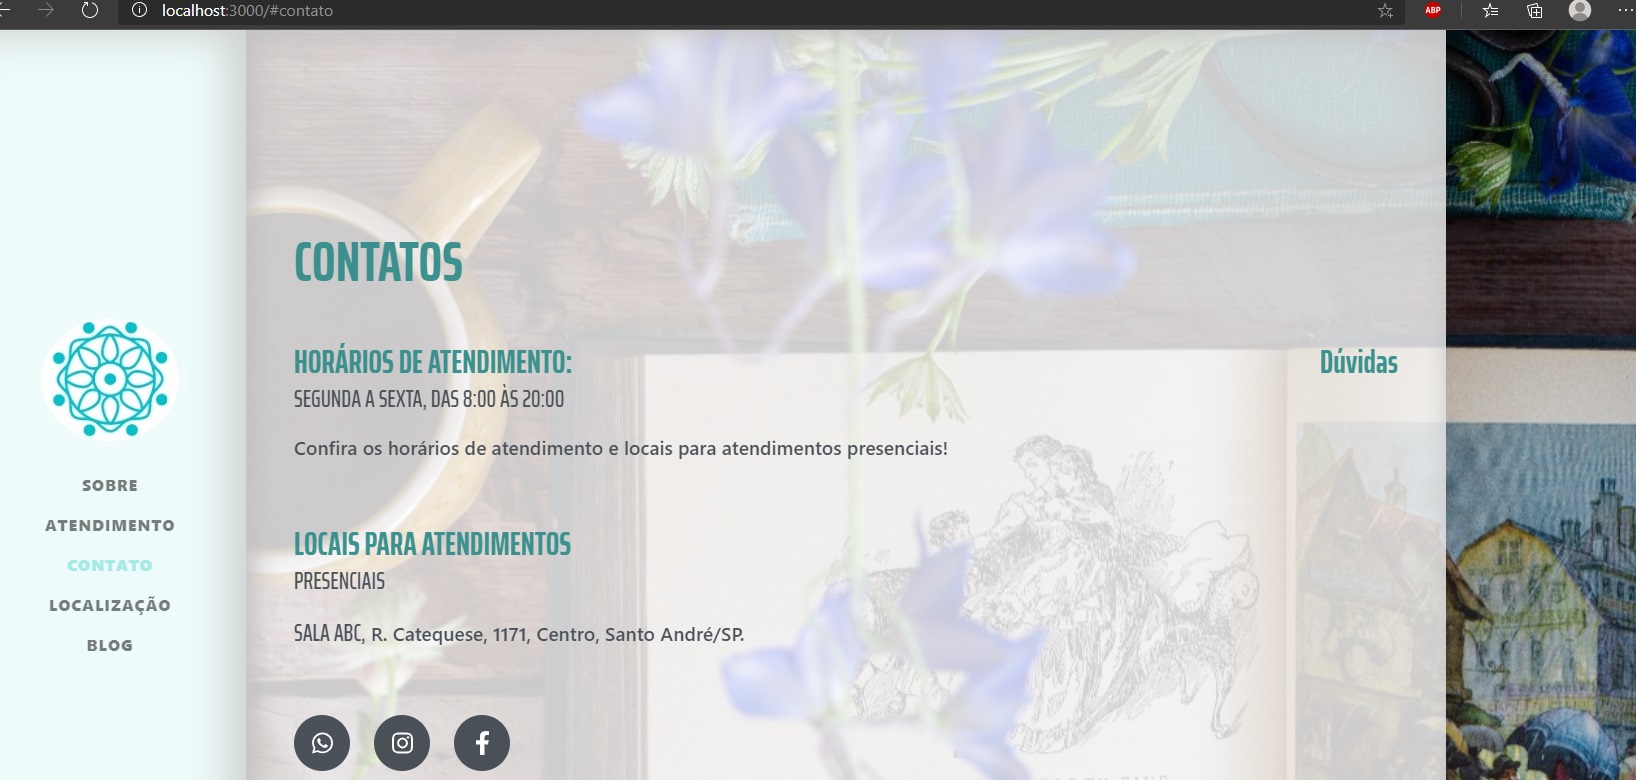 localhost:3000/#contato
ABP
SOBRE
ATENDIMENTO
CONTATO
LOCALIZAÇÃO
BLOG
CONTATOS
HORÁRIOS DE ATENDIMENTO:
Dúvidas
SEGUNDA A SEXTA, DAS 8:00 ÀS 20:00
Confira os horários de atendimento e locais para atendimentos presenciais!
LOCAIS PARA ATENDIMENTOS
PRESENCIAIS
SALA ABC, R. Catequese, 1171, Centro, Santo André/SP.